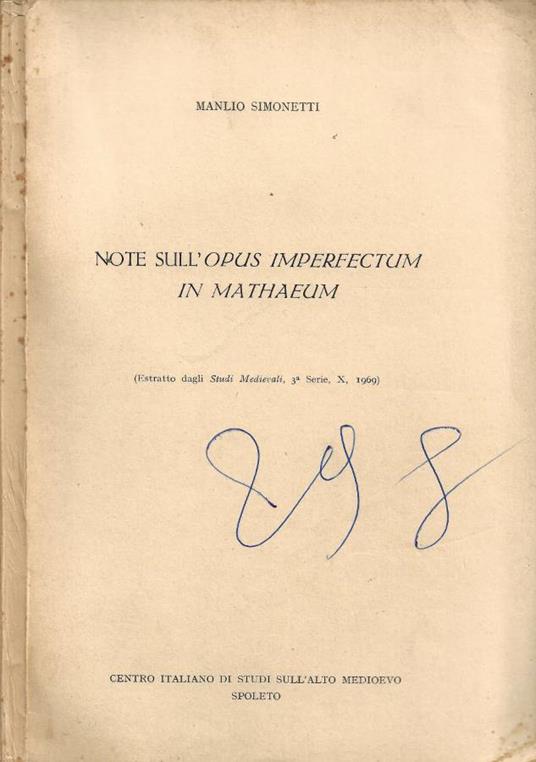 MANLIO SIMONETTI
NOTE SULL'OPUS IMPERFECTUM
IN MATHAEUM
(Estratto dagli Studi Medievali, 3ª Serie, X, 1969)
CENTRO ITALIANO DI STUDI SULL'ALTO MEDIOEVO
SPOLETO